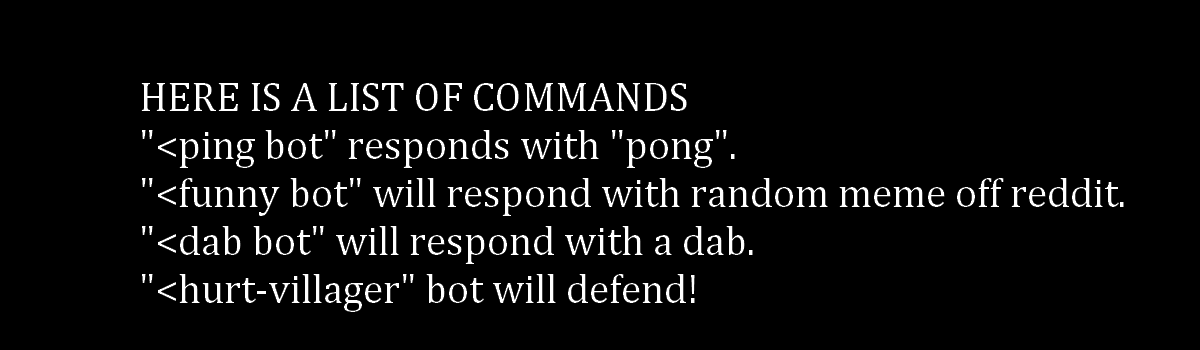 HERE IS A LIST OF COMMANDS
"<ping bot" responds with "pong".
"<funny bot" will respond with random meme off reddit.
"<dab bot" will respond with a dab.
"<hurt-villager" bot will defend!